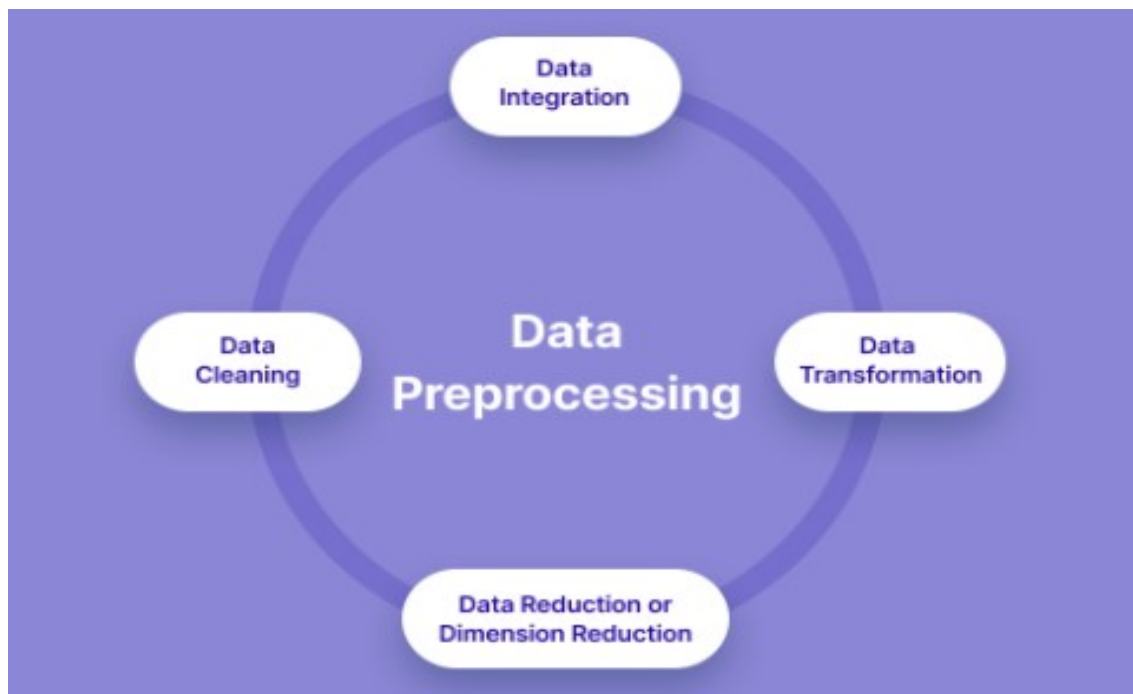 Data
Integration
Data
Cleaning
Data
Preprocessing
Data
Transformation
Data Reduction or
Dimension Reduction